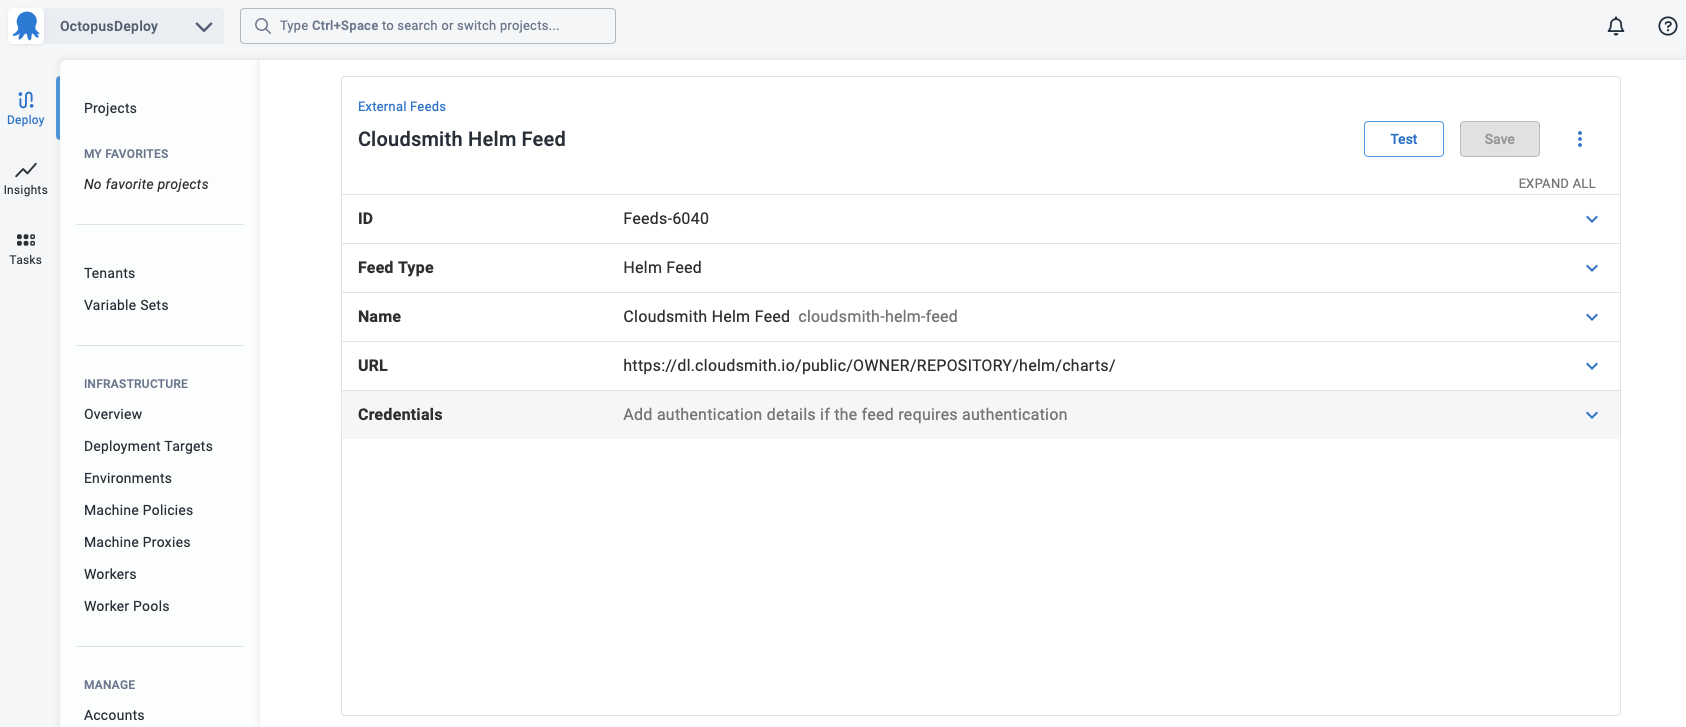 OctopusDeploy
Type Ctrl+Space to search or switch projects...
Deploy
Insights
Tasks
Projects
MY FAVORITES
No favorite projects
Tenants
Variable Sets
INFRASTRUCTURE
Overview
Deployment Targets
Environments
Machine Policies
Machine Proxies
Workers
Worker Pools
MANAGE
Accounts
External Feeds
Cloudsmith Helm Feed
Test
Save
EXPAND ALL
ID Feeds-6040
Feed Type Helm Feed
Name Cloudsmith Helm Feed cloudsmith-helm-feed
URL https://dl.cloudsmith.io/public/OWNER/REPOSITORY/helm/charts/
Credentials Add authentication details if the feed requires authentication